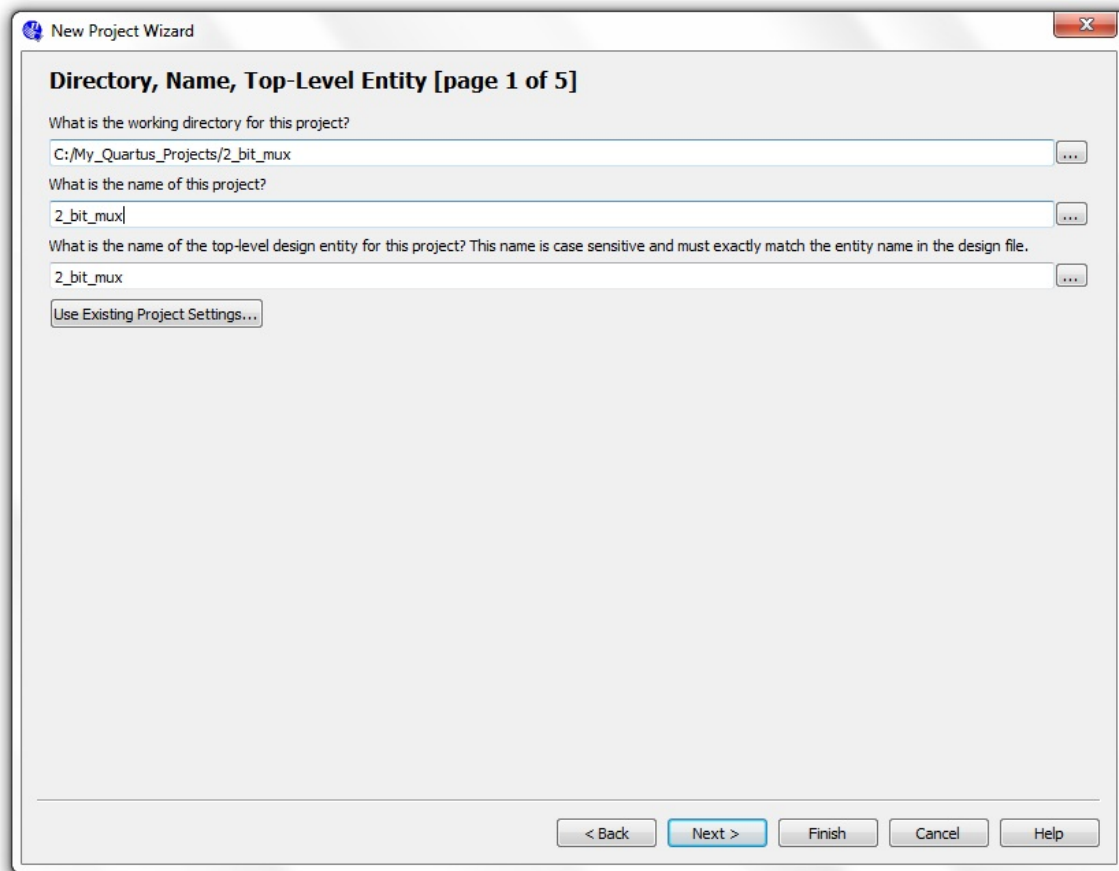 New Project Wizard
X
Directory, Name, Top-Level Entity [page 1 of 5]
What is the working directory for this project?
C:/My_Quartus_Projects/2_bit_mux
...
What is the name of this project?
2_bit_mux
...
What is the name of the top-level design entity for this project? This name is case sensitive and must exactly match the entity name in the design file.
2_bit_mux
...
Use Existing Project Settings...
< Back
Next >
Finish
Cancel
Help